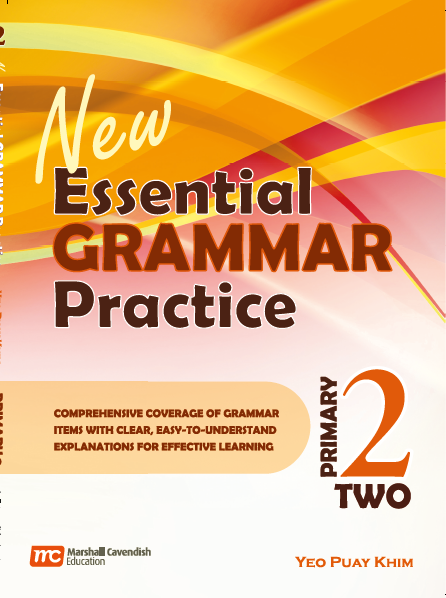 New
Essential
GRAMMAR
Practice
COMPREHENSIVE COVERAGE OF GRAMMAR
ITEMS WITH CLEAR, EASY-TO-UNDERSTAND
EXPLANATIONS FOR EFFECTIVE LEARNING
PRIMARY
2
TWO
mc Marshall Cavendish
Education
YEO PUAY KHIM
2